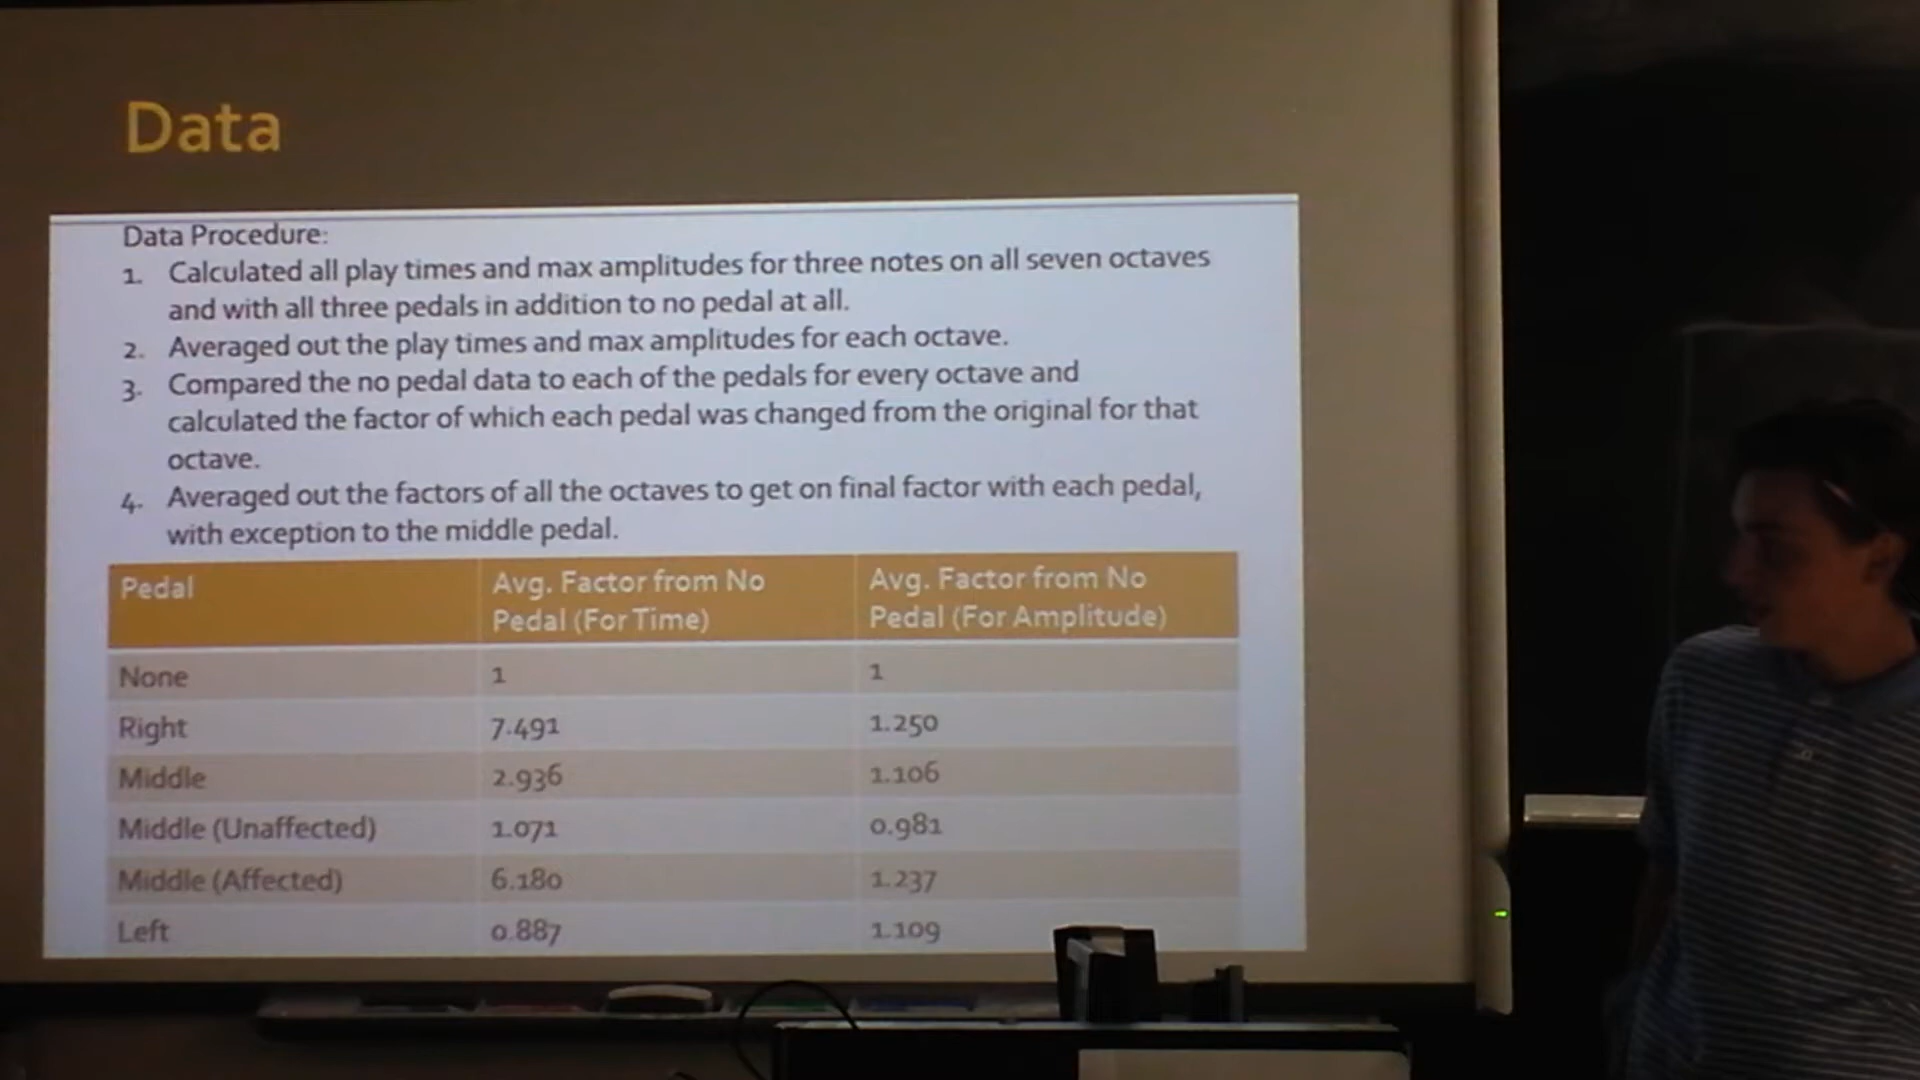 Data
Data Procedure:
1. Calculated all play times and max amplitudes for three notes on all seven octaves
and with all three pedals in addition to no pedal at all.
2. Averaged out the play times and max amplitudes for each octave.
3. Compared the no pedal data to each of the pedals for every octave and
calculated the factor of which each pedal was changed from the original for that
octave.
4. Averaged out the factors of all the octaves to get on final factor with each pedal,
with exception to the middle pedal.
Pedal Avg. Factor from No Avg. Factor from No
Pedal (For Time) Pedal (For Amplitude)
None 1 1
Right 7.491 1.250
Middle 2.936 1.106
Middle (Unaffected) 1.071 0.981
Middle (Affected) 6.180 1.237
Left 0.887 1.109